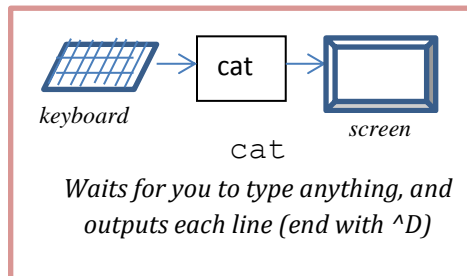 cat
keyboard
screen
cat
Waits for you to type anything, and
outputs each line (end with ^D)